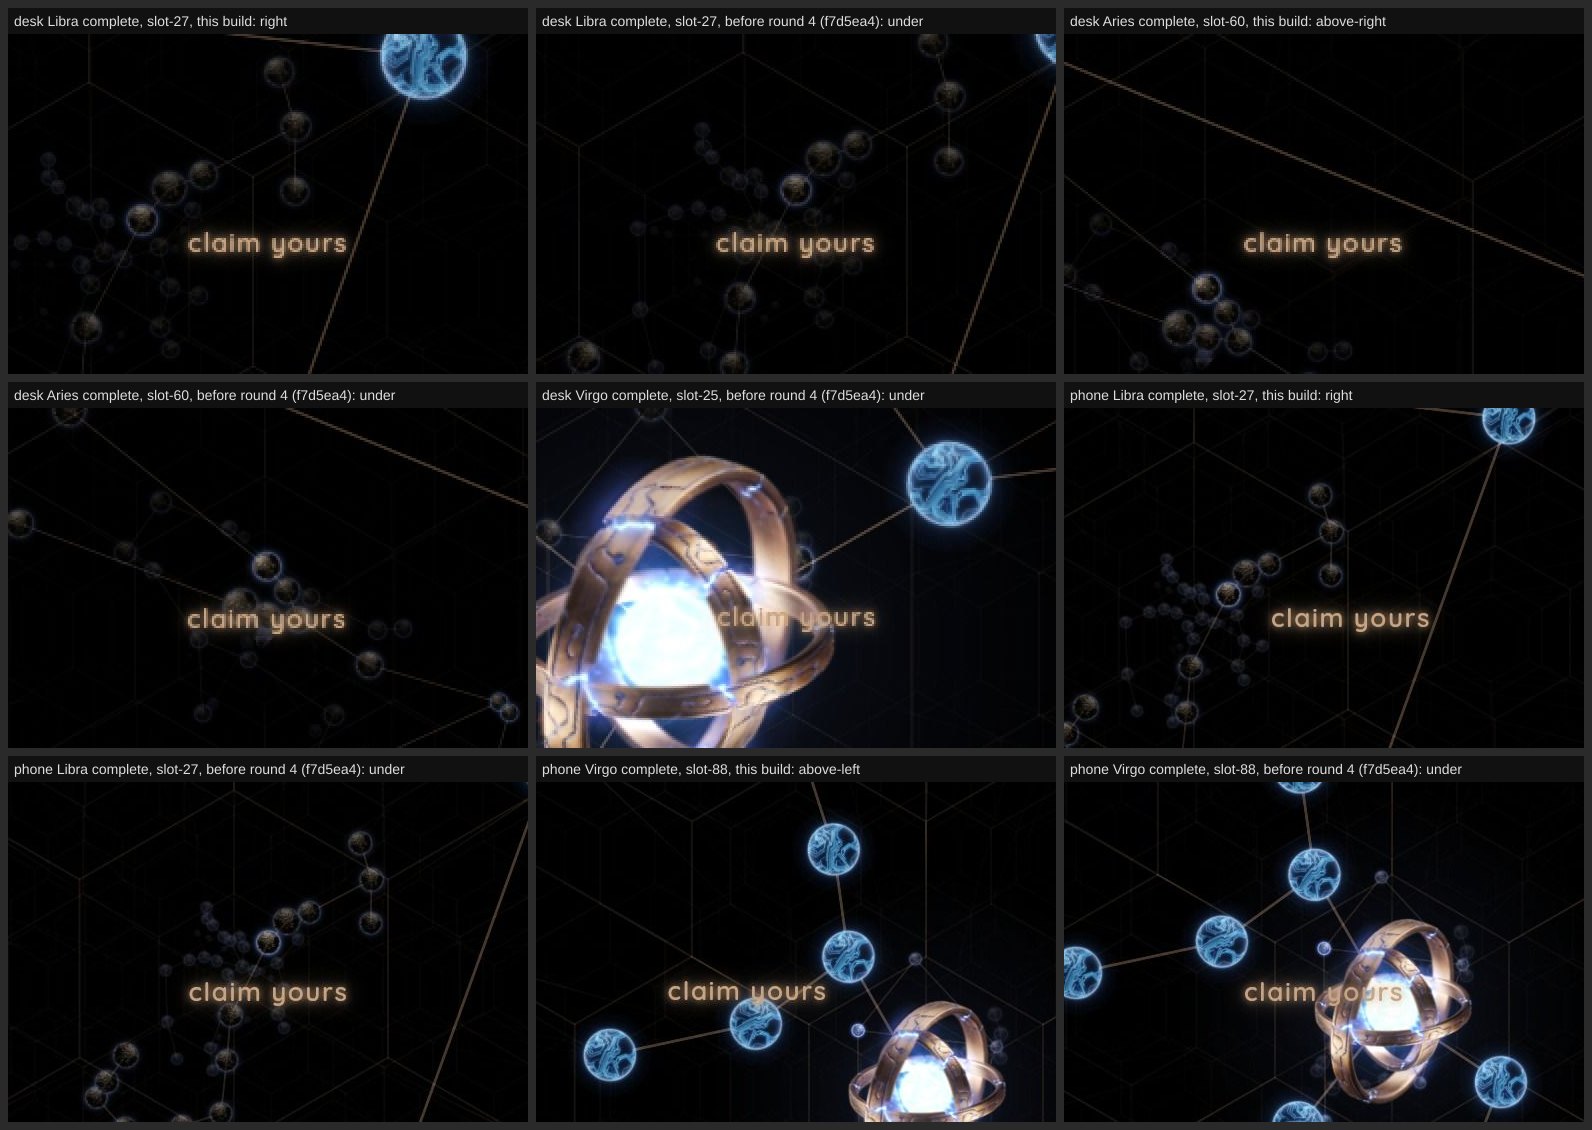 desk Libra complete, slot-27, this build: right
desk Libra complete, slot-27, before round 4 (f7d5ea4): under
desk Aries complete, slot-60, this build: above-right
claim yours
claim yours
claim yours
desk Aries complete, slot-60, before round 4 (f7d5ea4): under
desk Virgo complete, slot-25, before round 4 (f7d5ea4): under
phone Libra complete, slot-27, this build: right
claim yours
claim yours
claim yours
phone Libra complete, slot-27, before round 4 (f7d5ea4): under
phone Virgo complete, slot-88, this build: above-left
phone Virgo complete, slot-88, before round 4 (f7d5ea4): under
claim yours
claim yours
claim yours